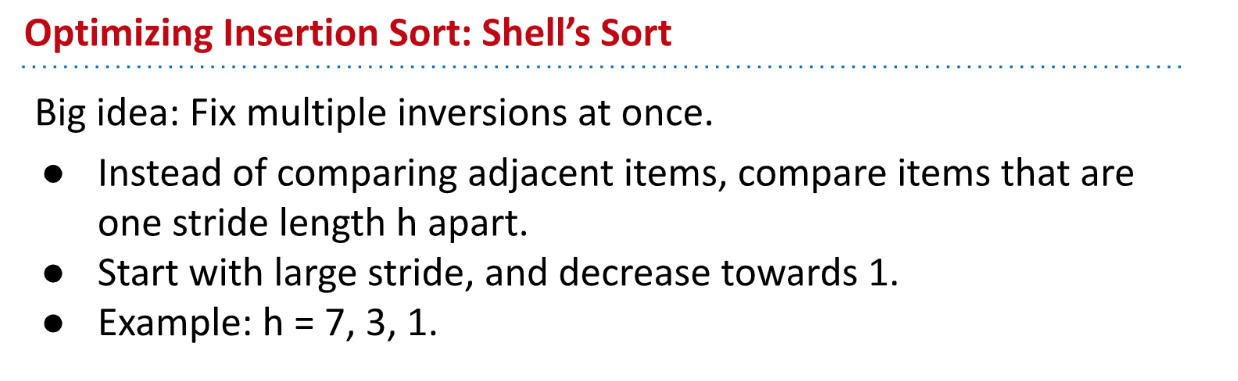 Optimizing Insertion Sort: Shell’s Sort
Big idea: Fix multiple inversions at once.
● Instead of comparing adjacent items, compare items that are
one stride length h apart.
● Start with large stride, and decrease towards 1.
● Example: h = 7, 3, 1.